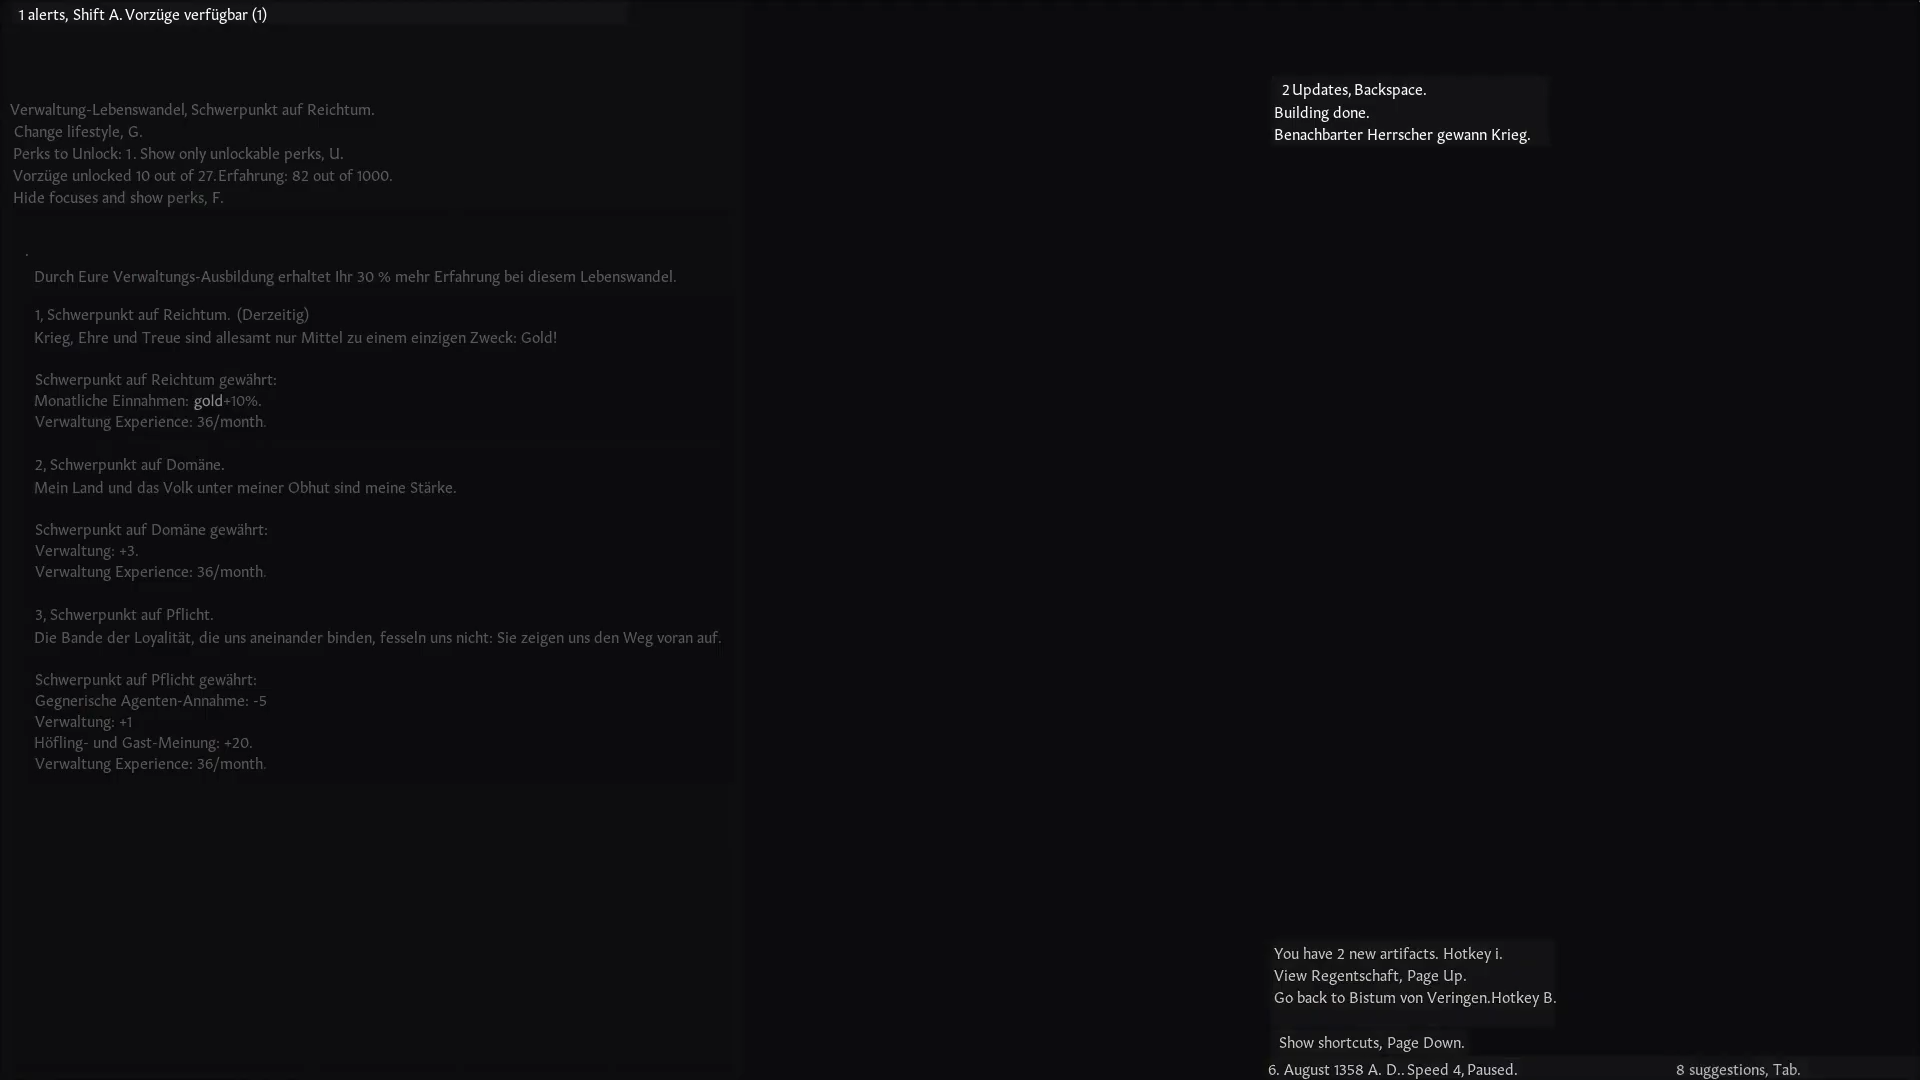 1 alerts, Shift A. Vorzüge verfügbar (1)
Verwaltung-Lebenswandel, Schwerpunkt auf Reichtum.
Change lifestyle, G.
Perks to Unlock: 1. Show only unlockable perks, U.
Vorzüge unlocked 10 out of 27. Erfahrung: 82 out of 1000.
Hide focuses and show perks, F.
.
Durch Eure Verwaltungs-Ausbildung erhaltet Ihr 30 % mehr Erfahrung bei diesem Lebenswandel.
1, Schwerpunkt auf Reichtum. (Derzeitig)
Krieg, Ehre und Treue sind allesamt nur Mittel zu einem einzigen Zweck: Gold!
Schwerpunkt auf Reichtum gewährt:
Monatliche Einnahmen: gold+10%.
Verwaltung Experience: 36/month.
2, Schwerpunkt auf Domäne.
Mein Land und das Volk unter meiner Obhut sind meine Stärke.
Schwerpunkt auf Domäne gewährt:
Verwaltung: +3.
Verwaltung Experience: 36/month.
3, Schwerpunkt auf Pflicht.
Die Bande der Loyalität, die uns aneinander binden, fesseln uns nicht: Sie zeigen uns den Weg voran auf.
Schwerpunkt auf Pflicht gewährt:
Gegnerische Agenten-Annahme: -5
Verwaltung: +1
Höfling- und Gast-Meinung: +20.
Verwaltung Experience: 36/month.
2 Updates, Backspace.
Building done.
Benachbarter Herrscher gewann Krieg.
You have 2 new artifacts. Hotkey i.
View Regentschaft, Page Up.
Go back to Bistum von Veringen.Hotkey B.
Show shortcuts, Page Down.
6. August 1358 A. D.. Speed 4, Paused.
8 suggestions, Tab.